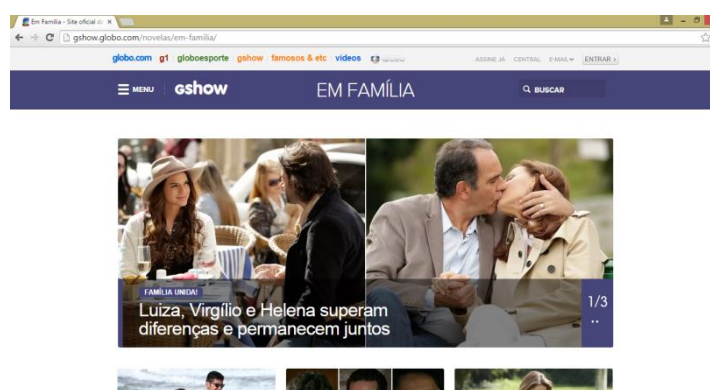 Em Família - Site oficial d
gshow.globo.com/novelas/em-familia/
globo.com g1 globoesporte gshow famosos & etc vídeos
ASSINE JÁ CENTRAL E-MAIL ENTRAR ›
MENU gshow EM FAMÍLIA BUSCAR
FAMÍLIA UNIDA!
Luiza, Virgílio e Helena superam
diferenças e permanecem juntos
1/3